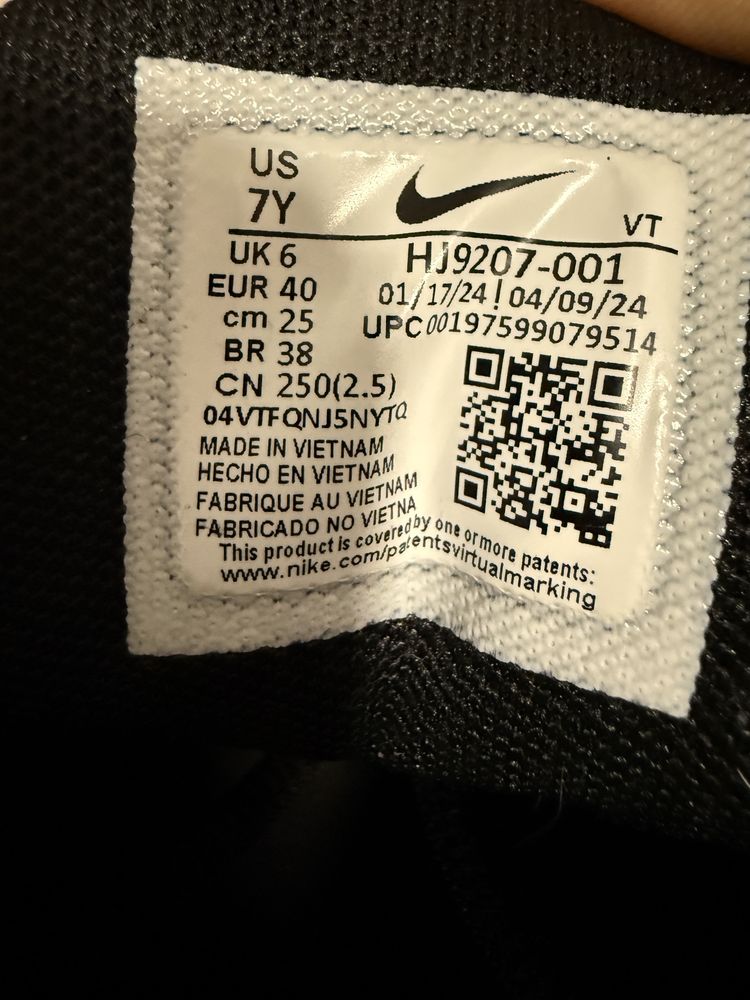 US
7Y
VT
UK 6
EUR 40
cm 25
BR 38
CN 250(2.5)
HJ9207-001
01/17/24 | 04/09/24
UPC 00197599079514
04VTFQNJ5NYTQ
MADE IN VIETNAM
HECHO EN VIETNAM
FABRIQUE AU VIETNAM
FABRICADO NO VIETNA
This product is covered by one or more patents:
www.nike.com/patentsvirtualmarking